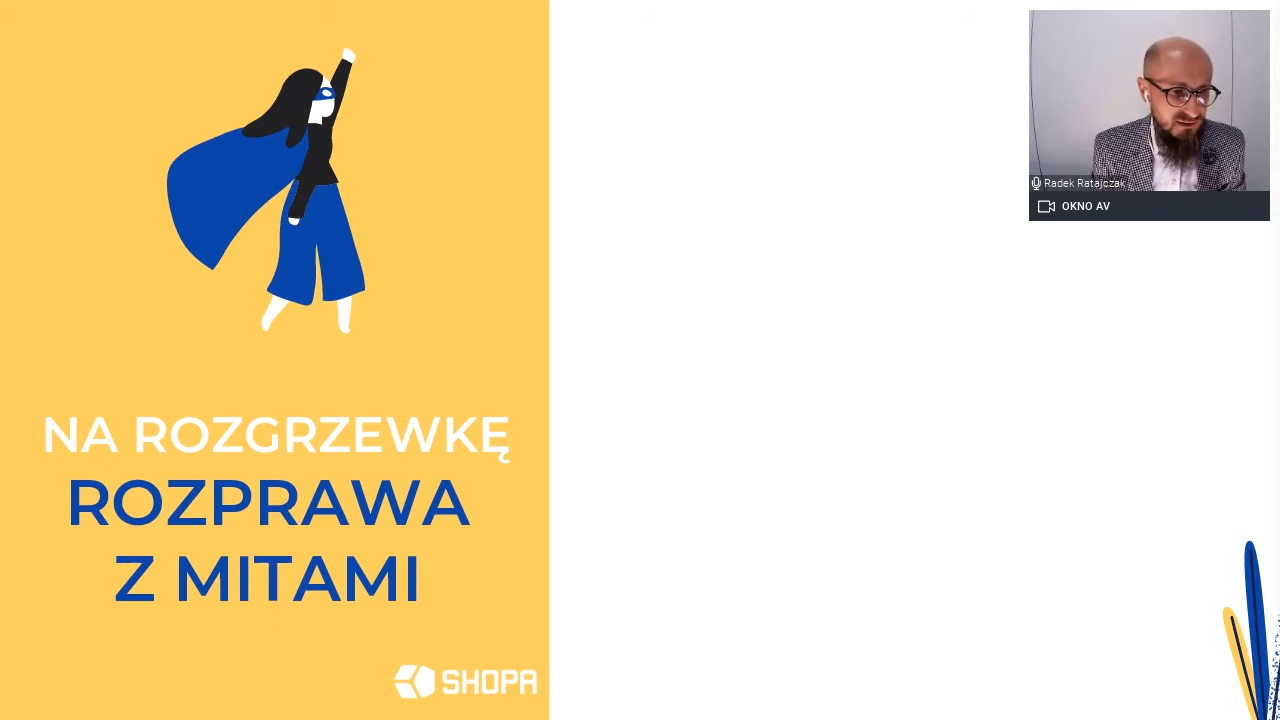 NA ROZGRZEWKĘ
ROZPRAWA
Z MITAMI
SHOPA
Radek Ratajczak
OKNO AV